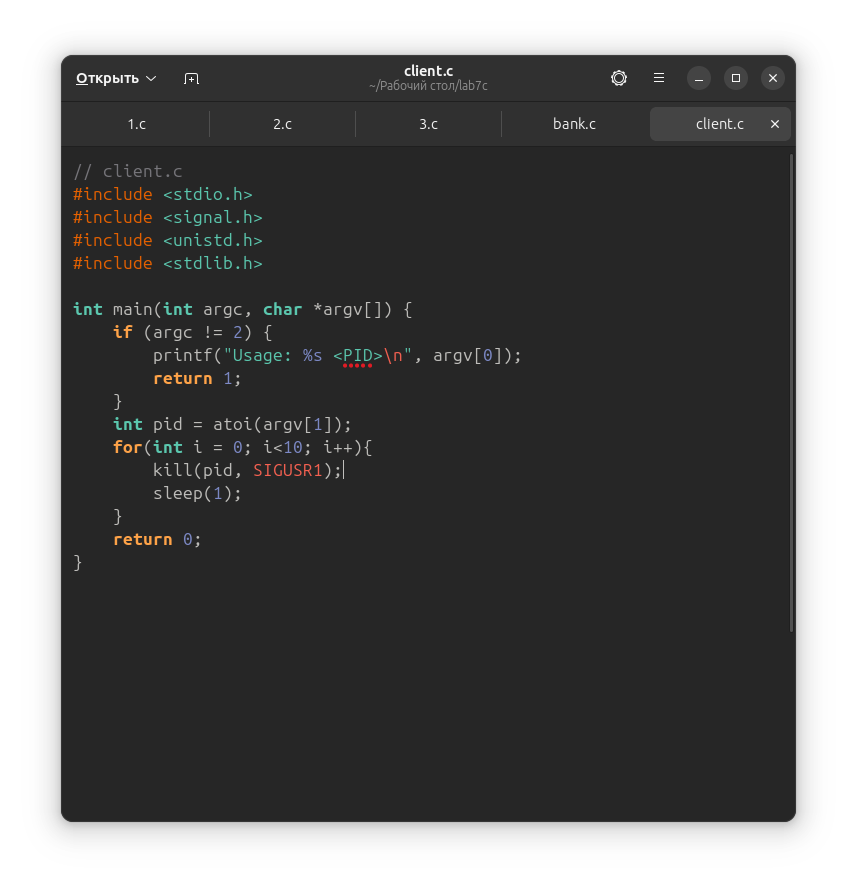 Открыть
client.c
~/Рабочий стол/lab7c
1.c
2.c
3.c
bank.c
client.c
// client.c
#include <stdio.h>
#include <signal.h>
#include <unistd.h>
#include <stdlib.h>
int main(int argc, char *argv[]) {
    if (argc != 2) {
        printf("Usage: %s <PID>\n", argv[0]);
        return 1;
    }
    int pid = atoi(argv[1]);
    for(int i = 0; i<10; i++){
        kill(pid, SIGUSR1);
        sleep(1);
    }
    return 0;
}